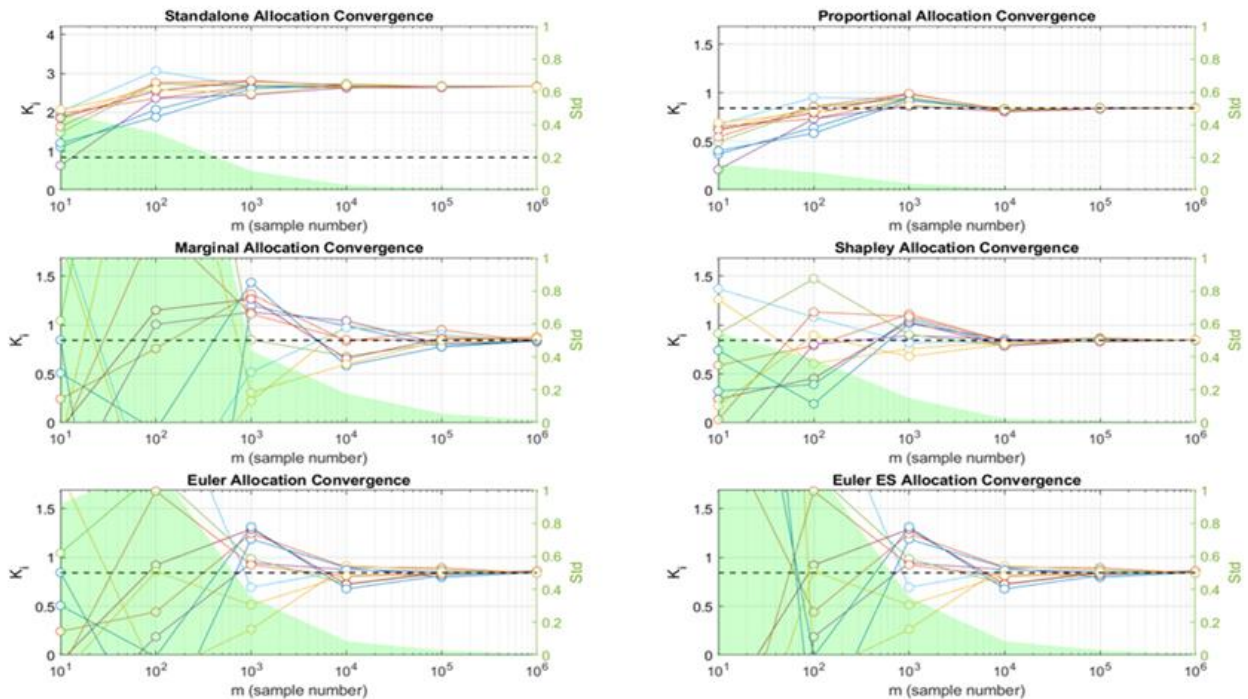 Standalone Allocation Convergence
4
3
2
1
0
K_i
1
0.8
0.6
0.4
0.2
0
Std
10^1 10^2 10^3 10^4 10^5 10^6
m (sample number)
Proportional Allocation Convergence
1.5
1
0.5
0
K_i
1
0.8
0.6
0.4
0.2
0
Std
10^1 10^2 10^3 10^4 10^5 10^6
m (sample number)
Marginal Allocation Convergence
1.5
1
0.5
0
K_i
1
0.8
0.6
0.4
0.2
0
Std
10^1 10^2 10^3 10^4 10^5 10^6
m (sample number)
Shapley Allocation Convergence
1.5
1
0.5
0
K_i
1
0.8
0.6
0.4
0.2
0
Std
10^1 10^2 10^3 10^4 10^5 10^6
m (sample number)
Euler Allocation Convergence
1.5
1
0.5
0
K_i
1
0.8
0.6
0.4
0.2
0
Std
10^1 10^2 10^3 10^4 10^5 10^6
m (sample number)
Euler ES Allocation Convergence
1.5
1
0.5
0
K_i
1
0.8
0.6
0.4
0.2
0
Std
10^1 10^2 10^3 10^4 10^5 10^6
m (sample number)